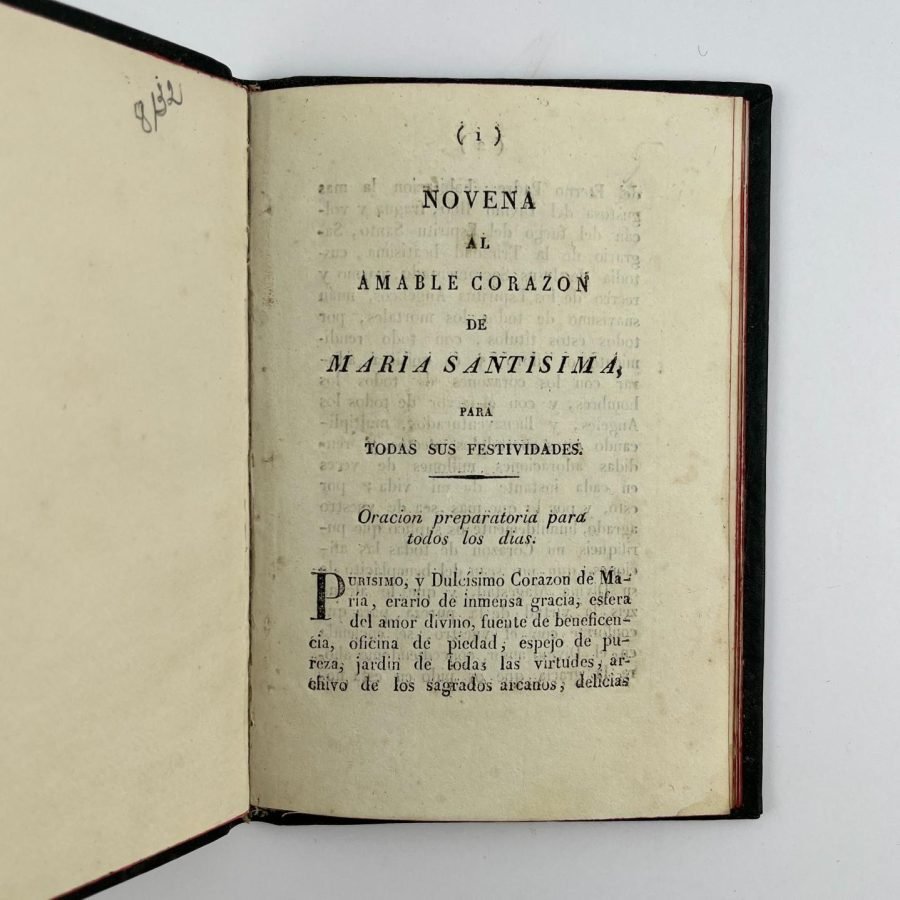 8132
( i )
NOVENA
AL
AMABLE CORAZON
DE
MARIA SANTISIMA,
PARA
TODAS SUS FESTIVIDADES.
Oracion preparatoria para
todos los dias.
PURISIMO, y Dulcísimo Corazon de Ma-
ría, erario de inmensa gracia, esfera
del amor divino, fuente de beneficen-
cia, oficina de piedad, espejo de pu-
reza, jardin de todas las virtudes, ar-
chivo de los sagrados arcanos, delicias